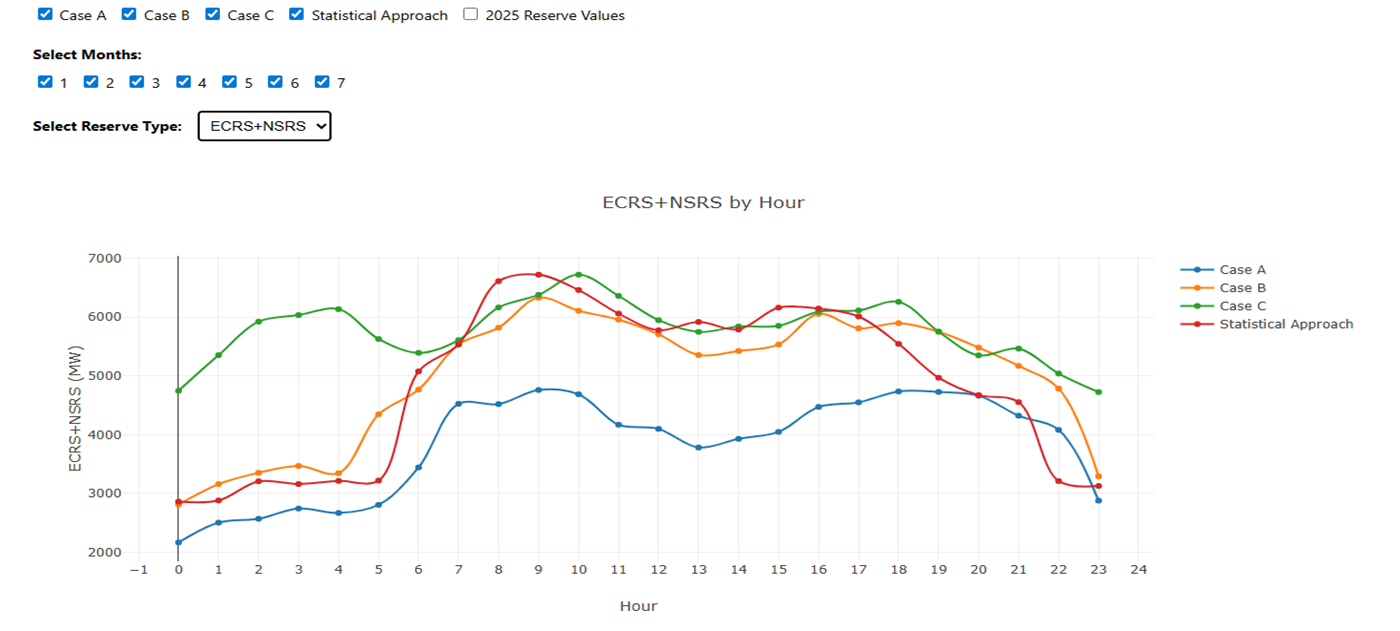 Case A Case B Case C Statistical Approach 2025 Reserve Values
Select Months:
1 2 3 4 5 6 7
Select Reserve Type: ECRS+NSRS
ECRS+NSRS by Hour
7000
6000
5000
4000
3000
2000
ECRS+NSRS (MW)
Case A
Case B
Case C
Statistical Approach
−1 0 1 2 3 4 5 6 7 8 9 10 11 12 13 14 15 16 17 18 19 20 21 22 23 24
Hour